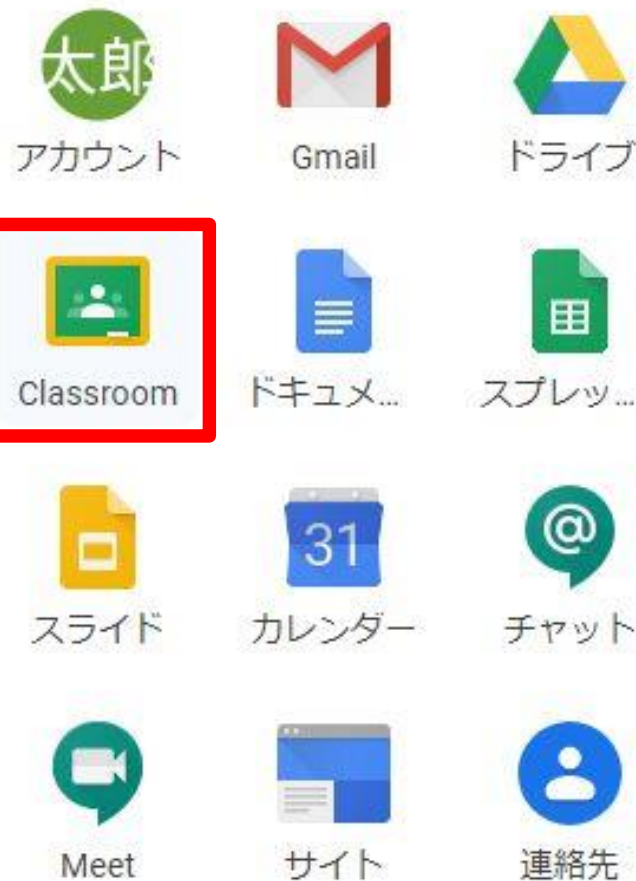 太郎
アカウント
Gmail
ドライブ
Classroom
ドキュメ...
スプレッ...
31
スライド
カレンダー
@
チャット
Meet
サイト
連絡先